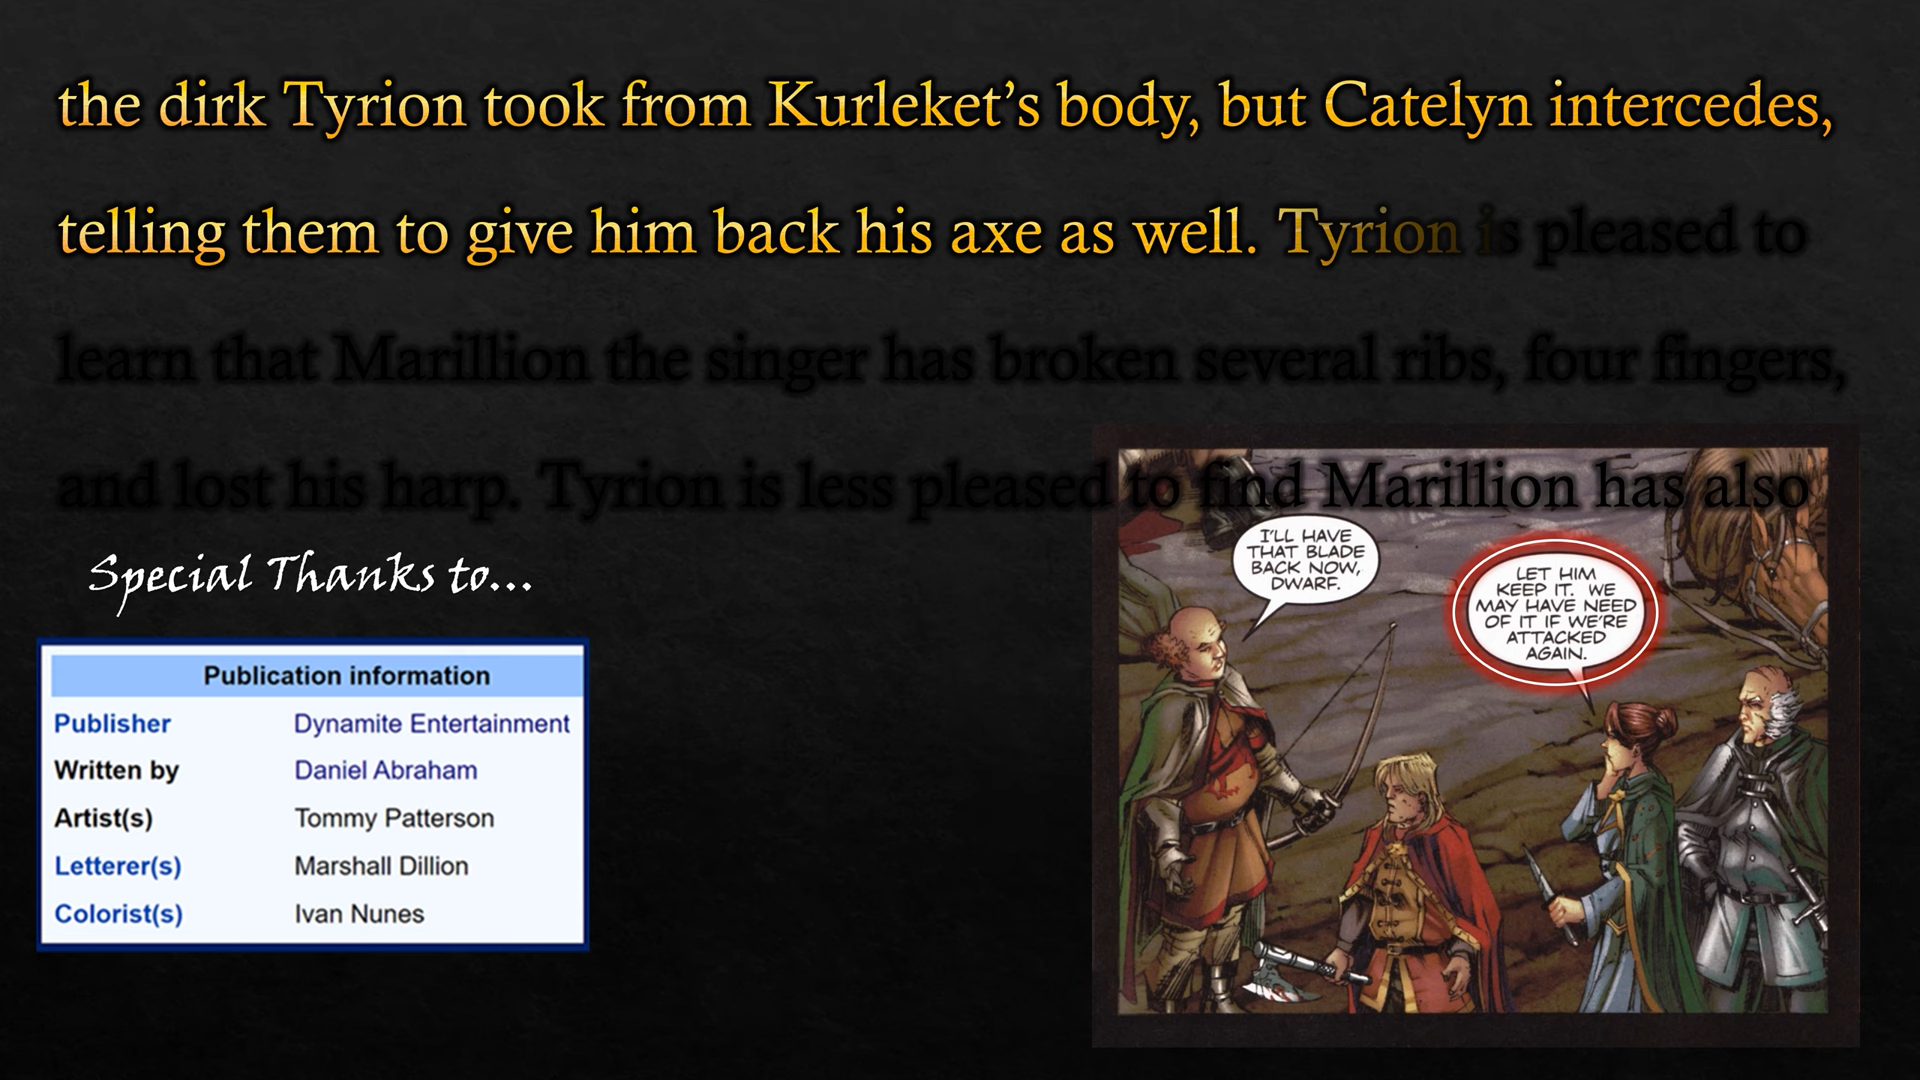 the dirk Tyrion took from Kurleket’s body, but Catelyn intercedes,
telling them to give him back his axe as well. Tyrion is pleased to
learn that Marillion the singer has broken several ribs, four fingers,
and lost his harp. Tyrion is less pleased to find Marillion has also
I'LL HAVE
THAT BLADE
BACK NOW,
DWARF.
LET HIM
KEEP IT. WE
MAY HAVE NEED
OF IT IF WE'RE
ATTACKED
AGAIN.
Special Thanks to...
Publication information
Publisher Dynamite Entertainment
Written by Daniel Abraham
Artist(s) Tommy Patterson
Letterer(s) Marshall Dillion
Colorist(s) Ivan Nunes